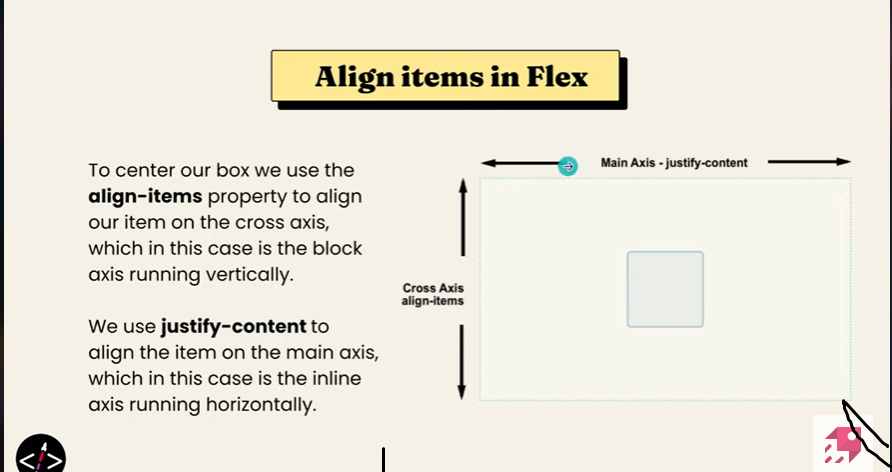 Align items in Flex
To center our box we use the
align-items property to align
our item on the cross axis,
which in this case is the block
axis running vertically.
We use justify-content to
align the item on the main axis,
which in this case is the inline
axis running horizontally.
Main Axis - justify-content
Cross Axis
align-items